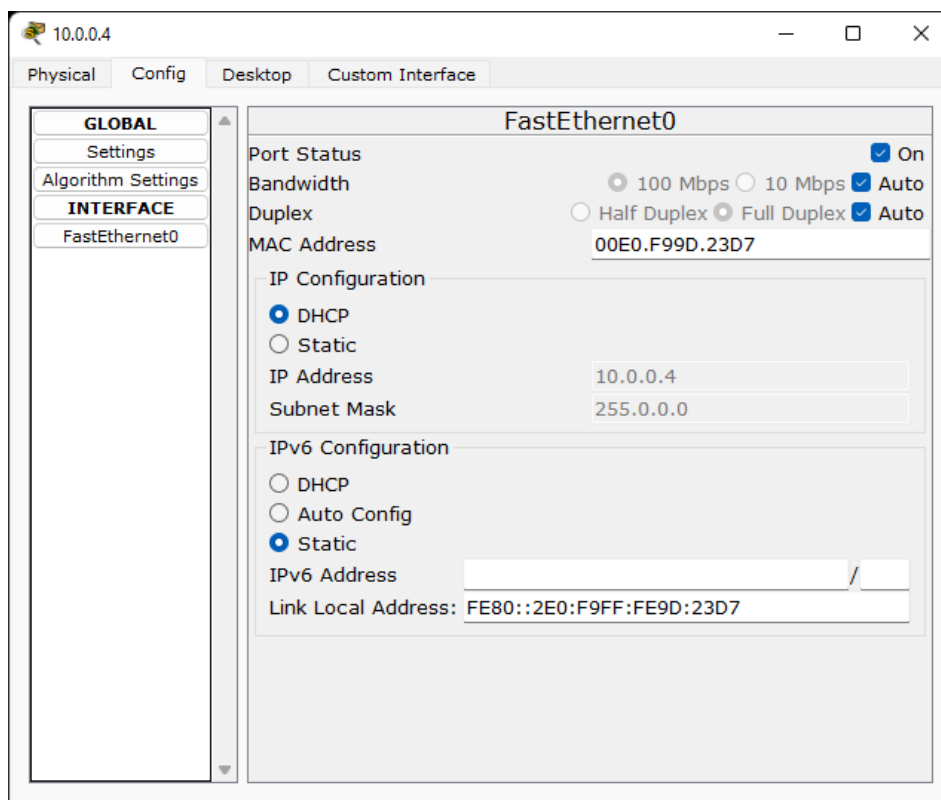 10.0.0.4
Physical Config Desktop Custom Interface
GLOBAL
Settings
Algorithm Settings
INTERFACE
FastEthernet0
FastEthernet0
Port Status On
Bandwidth 100 Mbps 10 Mbps Auto
Duplex Half Duplex Full Duplex Auto
MAC Address 00E0.F99D.23D7
IP Configuration
DHCP
Static
IP Address 10.0.0.4
Subnet Mask 255.0.0.0
IPv6 Configuration
DHCP
Auto Config
Static
IPv6 Address /
Link Local Address: FE80::2E0:F9FF:FE9D:23D7